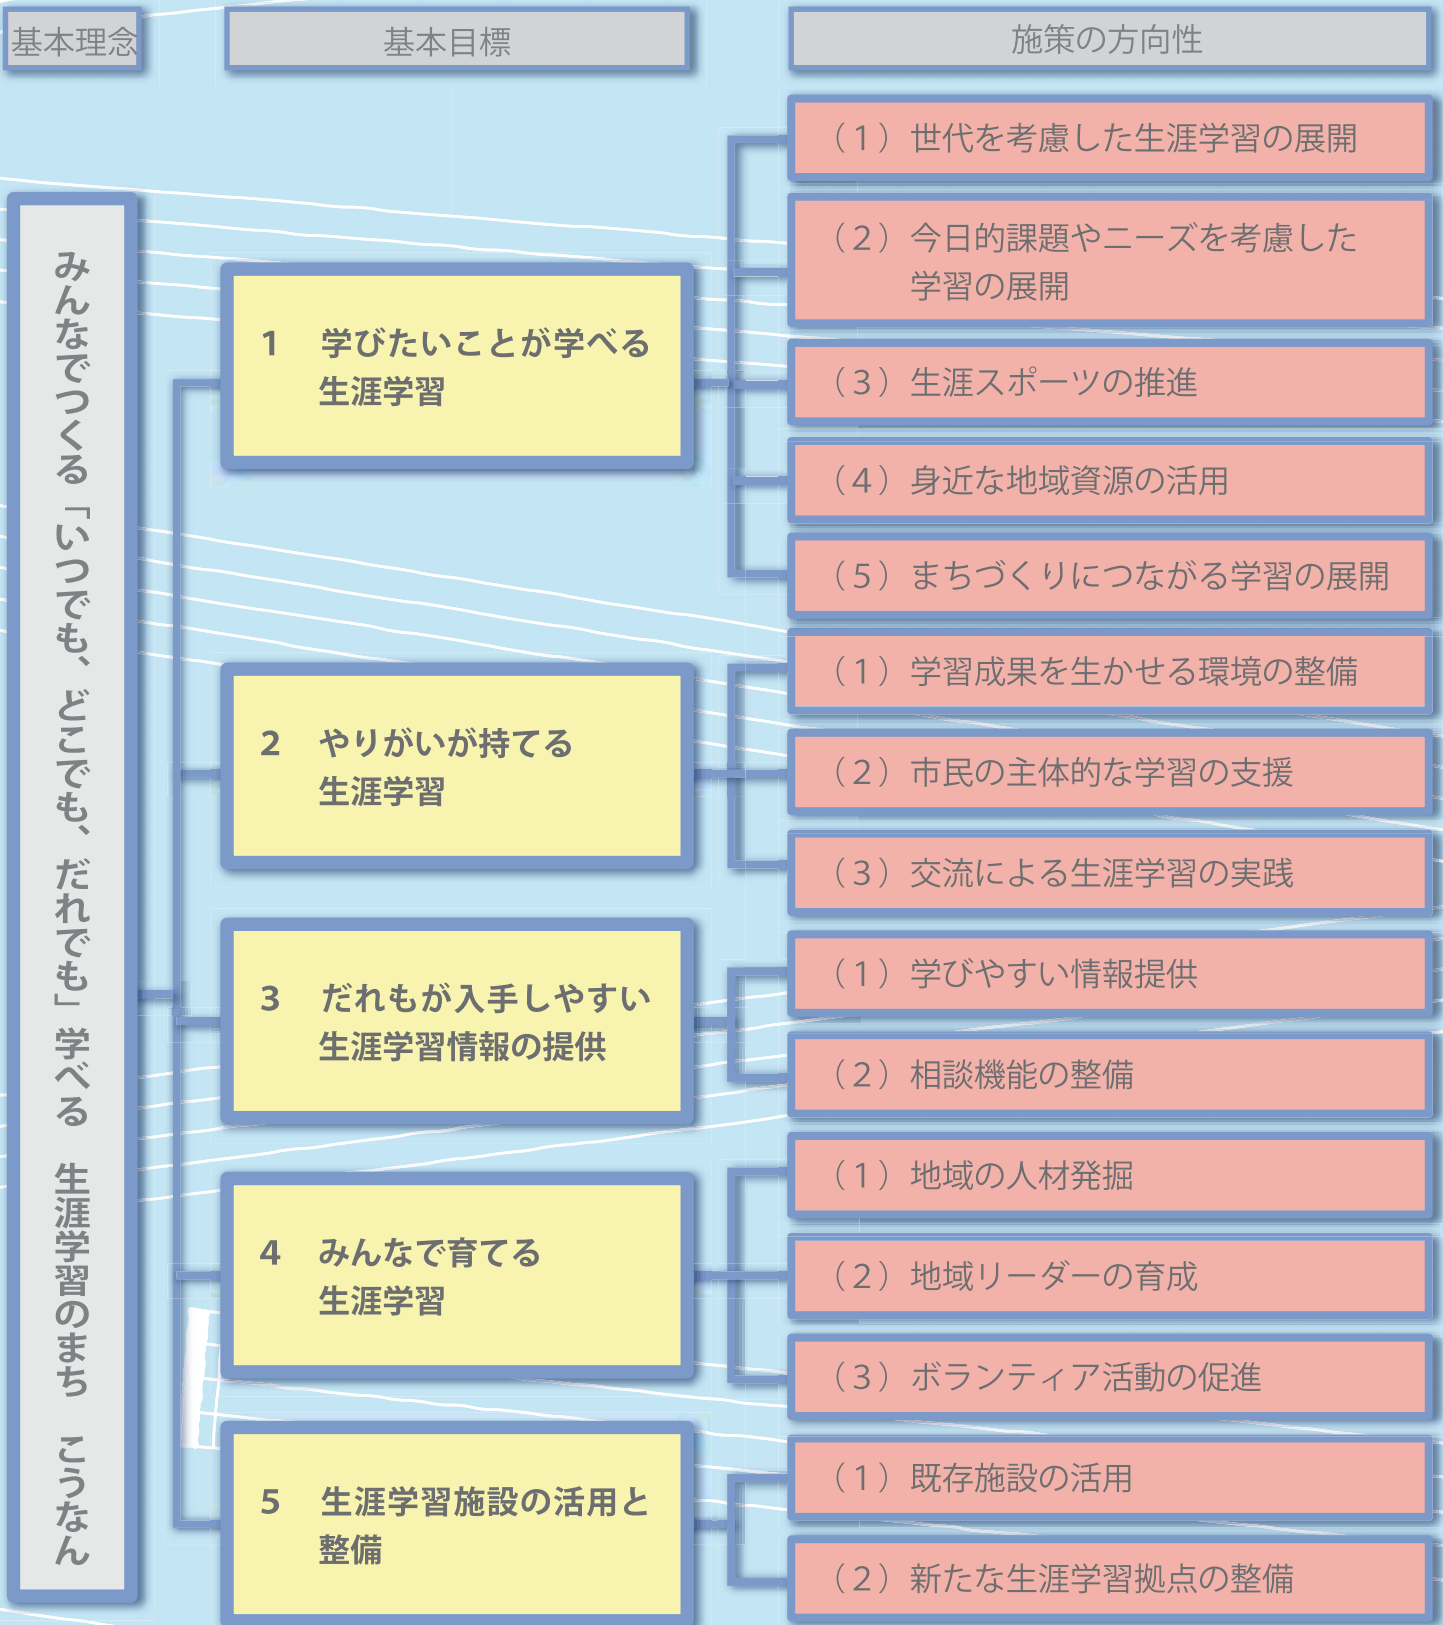 基本理念
基本目標
施策の方向性
みんなでつくる「いつでも、どこでも、だれでも」学べる　生涯学習のまち　こうなん
1　学びたいことが学べる
生涯学習
（1）世代を考慮した生涯学習の展開
（2）今日的課題やニーズを考慮した
学習の展開
（3）生涯スポーツの推進
（4）身近な地域資源の活用
（5）まちづくりにつながる学習の展開
2　やりがいが持てる
生涯学習
（1）学習成果を生かせる環境の整備
（2）市民の主体的な学習の支援
（3）交流による生涯学習の実践
3　だれもが入手しやすい
生涯学習情報の提供
（1）学びやすい情報提供
（2）相談機能の整備
4　みんなで育てる
生涯学習
（1）地域の人材発掘
（2）地域リーダーの育成
（3）ボランティア活動の促進
5　生涯学習施設の活用と
整備
（1）既存施設の活用
（2）新たな生涯学習拠点の整備